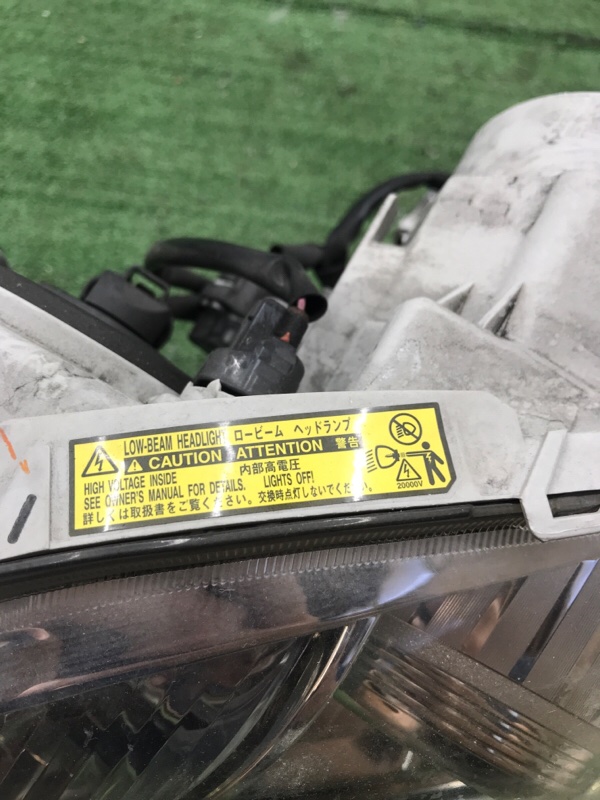 LOW-BEAM HEADLIGHT ロービーム ヘッドランプ
CAUTION ATTENTION 警告
HIGH VOLTAGE INSIDE 内部高電圧
SEE OWNER'S MANUAL FOR DETAILS. LIGHTS OFF!
詳しくは取扱書をご覧ください。交換時点灯しないでください。
20000V